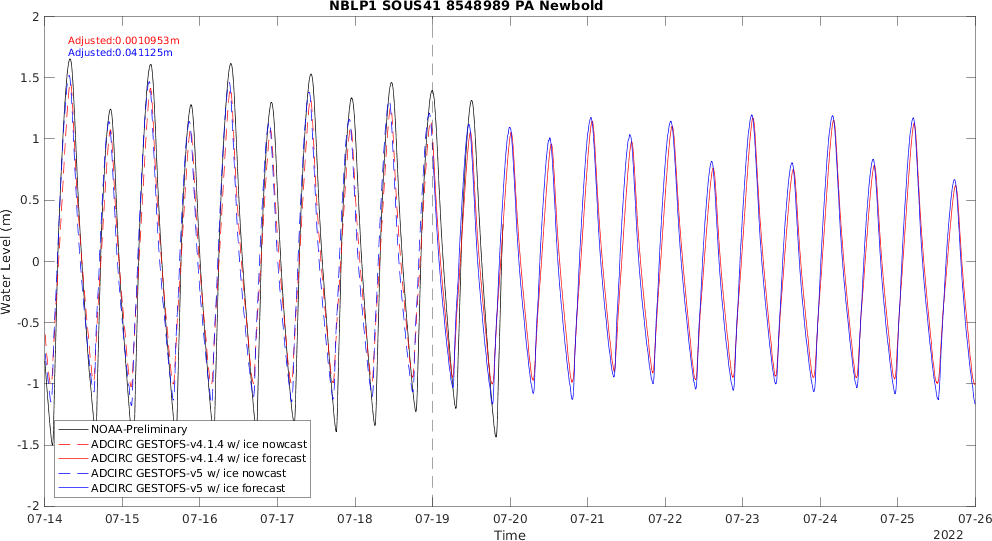 NBLP1 SOUS41 8548989 PA Newbold
Adjusted:0.0010953m
Adjusted:0.041125m
2
1.5
1
0.5
0
-0.5
-1
-1.5
-2
Water Level (m)
NOAA-Preliminary
ADCIRC GESTOFS-v4.1.4 w/ ice nowcast
ADCIRC GESTOFS-v4.1.4 w/ ice forecast
ADCIRC GESTOFS-v5 w/ ice nowcast
ADCIRC GESTOFS-v5 w/ ice forecast
07-14 07-15 07-16 07-17 07-18 07-19 07-20 07-21 07-22 07-23 07-24 07-25 07-26
Time
2022